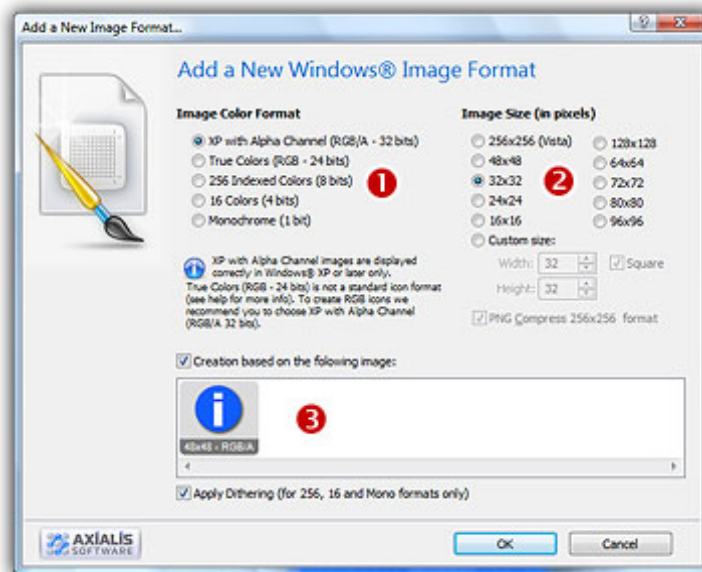 Add a New Image Format...
Add a New Windows® Image Format
Image Color Format
XP with Alpha Channel (RGB/A - 32 bits)
True Colors (RGB - 24 bits)
256 Indexed Colors (8 bits)
16 Colors (4 bits)
Monochrome (1 bit)
1
XP with Alpha Channel images are displayed
correctly in Windows® XP or later only.
True Colors (RGB - 24 bits) is not a standard icon format
(see help for more info). To create RGB icons we
recommend you to choose XP with Alpha Channel
(RGB/A 32 bits).
Image Size (in pixels)
256x256 (Vista)
128x128
48x48
64x64
32x32
72x72
24x24
80x80
16x16
96x96
2
Custom size:
Width: 32
Square
Height: 32
PNG Compress 256x256 format
Creation based on the folowing image:
48x48 - RGB/A
3
Apply Dithering (for 256, 16 and Mono formats only)
AXIALIS
SOFTWARE
OK
Cancel